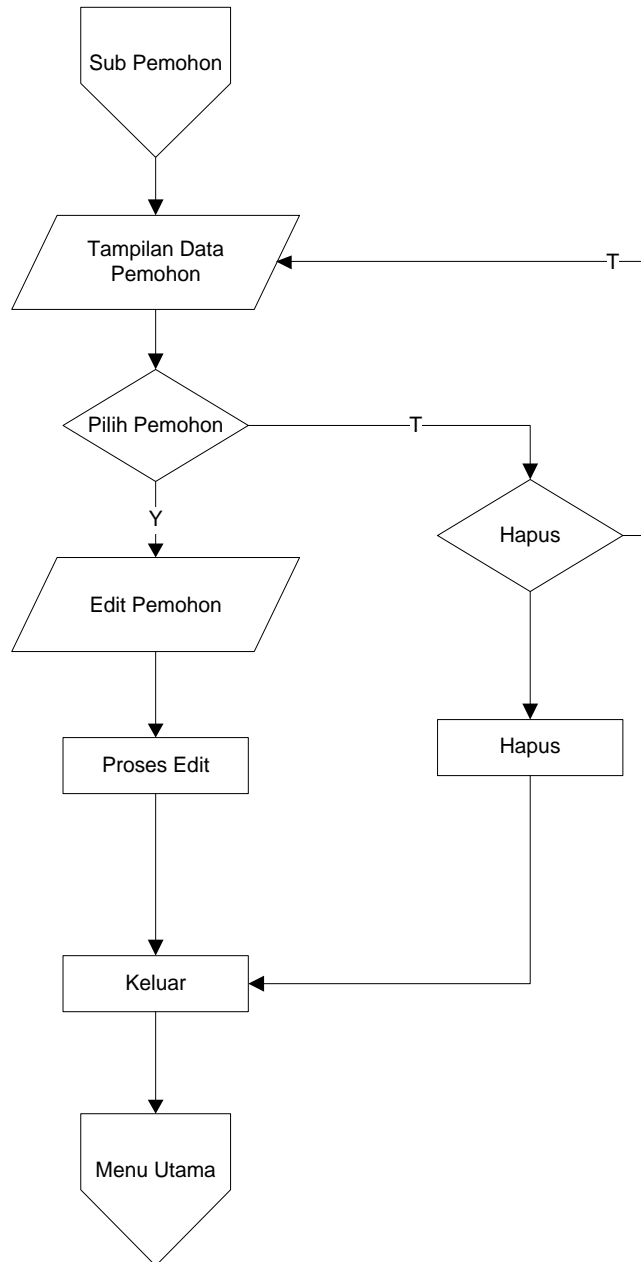 Sub Pemohon
Tampilan Data
Pemohon
T
Pilih Pemohon
T
Y
Hapus
Edit Pemohon
Proses Edit
Hapus
Keluar
Menu Utama